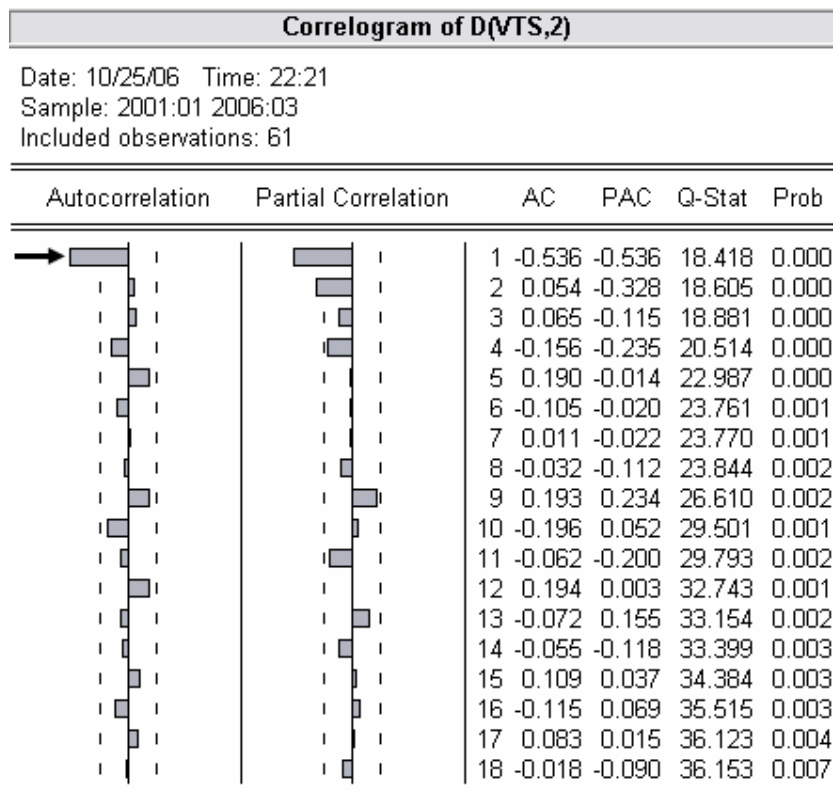 Correlogram of D(VTS,2)
Date: 10/25/06 Time: 22:21
Sample: 2001:01 2006:03
Included observations: 61
Autocorrelation Partial Correlation AC PAC Q-Stat Prob
1 -0.536 -0.536 18.418 0.000
2 0.054 -0.328 18.605 0.000
3 0.065 -0.115 18.881 0.000
4 -0.156 -0.235 20.514 0.000
5 0.190 -0.014 22.987 0.000
6 -0.105 -0.020 23.761 0.001
7 0.011 -0.022 23.770 0.001
8 -0.032 -0.112 23.844 0.002
9 0.193 0.234 26.610 0.002
10 -0.196 0.052 29.501 0.001
11 -0.062 -0.200 29.793 0.002
12 0.194 0.003 32.743 0.001
13 -0.072 0.155 33.154 0.002
14 -0.055 -0.118 33.399 0.003
15 0.109 0.037 34.384 0.003
16 -0.115 0.069 35.515 0.003
17 0.083 0.015 36.123 0.004
18 -0.018 -0.090 36.153 0.007